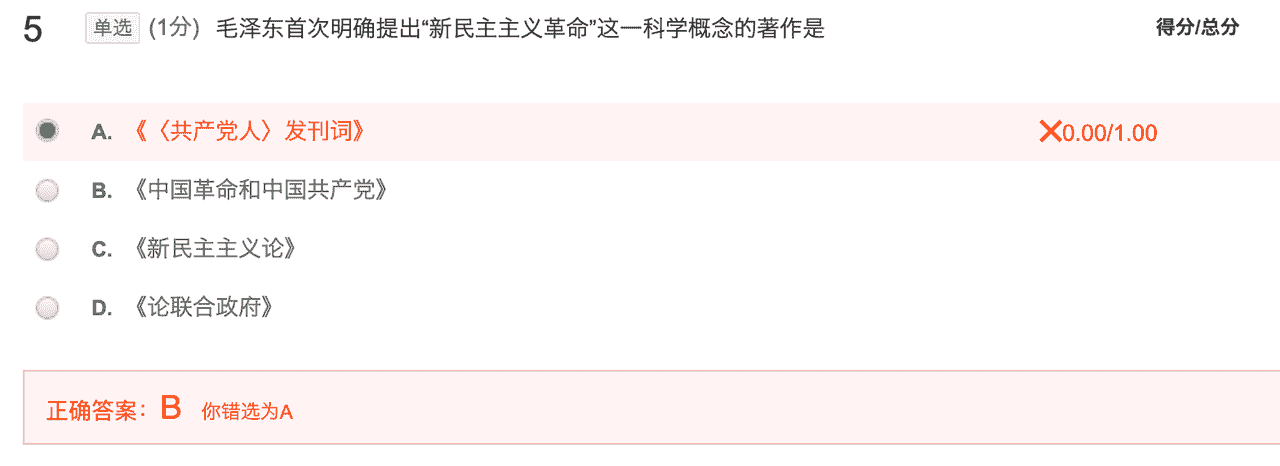 5 单选 (1分) 毛泽东首次明确提出“新民主主义革命”这一科学概念的著作是 得分/总分
A. 《〈共产党人〉发刊词》 ✕0.00/1.00
B. 《中国革命和中国共产党》
C. 《新民主主义论》
D. 《论联合政府》
正确答案：B 你错选为A